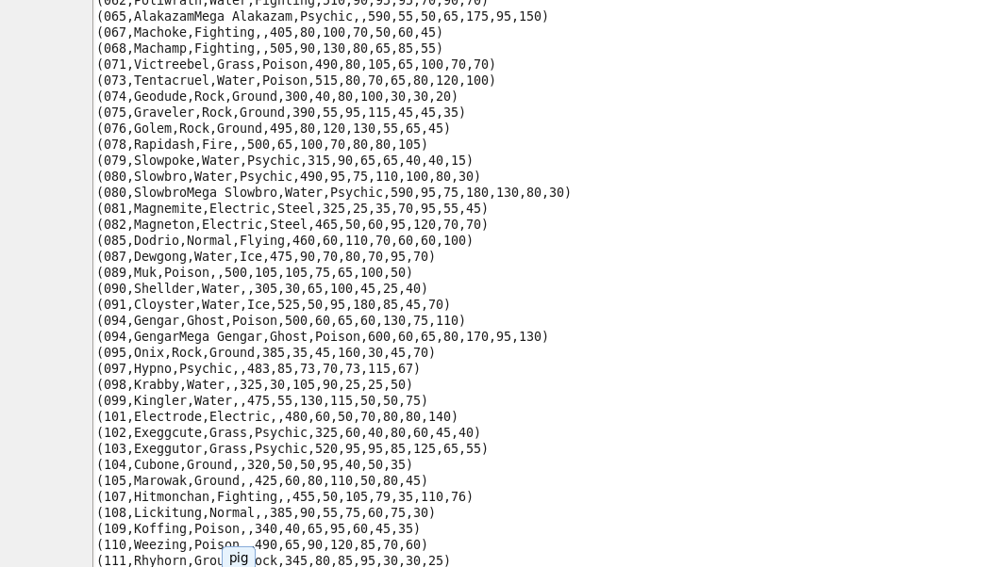 (062,Poliwrath,Water,Fighting,510,90,95,95,70,90,70)
(065,AlakazamMega Alakazam,Psychic,,590,55,50,65,175,95,150)
(067,Machoke,Fighting,,405,80,100,70,50,60,45)
(068,Machamp,Fighting,,505,90,130,80,65,85,55)
(071,Victreebel,Grass,Poison,490,80,105,65,100,70,70)
(073,Tentacruel,Water,Poison,515,80,70,65,80,120,100)
(074,Geodude,Rock,Ground,300,40,80,100,30,30,20)
(075,Graveler,Rock,Ground,390,55,95,115,45,45,35)
(076,Golem,Rock,Ground,495,80,120,130,55,65,45)
(078,Rapidash,Fire,,500,65,100,70,80,80,105)
(079,Slowpoke,Water,Psychic,315,90,65,65,40,40,15)
(080,Slowbro,Water,Psychic,490,95,75,110,100,80,30)
(080,SlowbroMega Slowbro,Water,Psychic,590,95,75,180,130,80,30)
(081,Magnemite,Electric,Steel,325,25,35,70,95,55,45)
(082,Magneton,Electric,Steel,465,50,60,95,120,70,70)
(085,Dodrio,Normal,Flying,460,60,110,70,60,60,100)
(087,Dewgong,Water,Ice,475,90,70,80,70,95,70)
(089,Muk,Poison,,500,105,105,75,65,100,50)
(090,Shellder,Water,,305,30,65,100,45,25,40)
(091,Cloyster,Water,Ice,525,50,95,180,85,45,70)
(094,Gengar,Ghost,Poison,500,60,65,60,130,75,110)
(094,GengarMega Gengar,Ghost,Poison,600,60,65,80,170,95,130)
(095,Onix,Rock,Ground,385,35,45,160,30,45,70)
(097,Hypno,Psychic,,483,85,73,70,73,115,67)
(098,Krabby,Water,,325,30,105,90,25,25,50)
(099,Kingler,Water,,475,55,130,115,50,50,75)
(101,Electrode,Electric,,480,60,50,70,80,80,140)
(102,Exeggcute,Grass,Psychic,325,60,40,80,60,45,40)
(103,Exeggutor,Grass,Psychic,520,95,95,85,125,65,55)
(104,Cubone,Ground,,320,50,50,95,40,50,35)
(105,Marowak,Ground,,425,60,80,110,50,80,45)
(107,Hitmonchan,Fighting,,455,50,105,79,35,110,76)
(108,Lickitung,Normal,,385,90,55,75,60,75,30)
(109,Koffing,Poison,,340,40,65,95,60,45,35)
(110,Weezing,Poison,,490,65,90,120,85,70,60)
(111,Rhyhorn,Grou ock,345,80,85,95,30,30,25)
pig